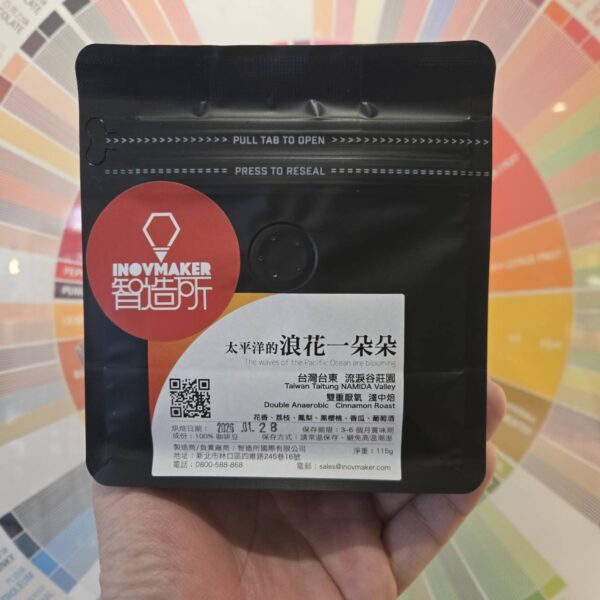 PULL TAB TO OPEN
PRESS TO RESEAL
INOVMAKER
智造所
太平洋的浪花一朵朵
The waves of the Pacific Ocean are blooming
台灣台東 流淚谷莊園
Taiwan Taitung NAMIDA Valley
雙重厭氧 淺中焙
Double Anaerobic Cinnamon Roast
花香、荔枝、鳳梨、黑櫻桃、番瓜、葡萄酒
烘焙日期： 2026 .01. 28 保存期限：3-6 個月賞味期
成份：100% 咖啡豆 保存方式：請常溫保存、避免高溫潮溼
製造商/負責廠商：智造所國際有限公司 淨重：115g
地址：新北市林口區四維路245巷16號
電話：0800-588-868 電郵：sales@inovmaker.com